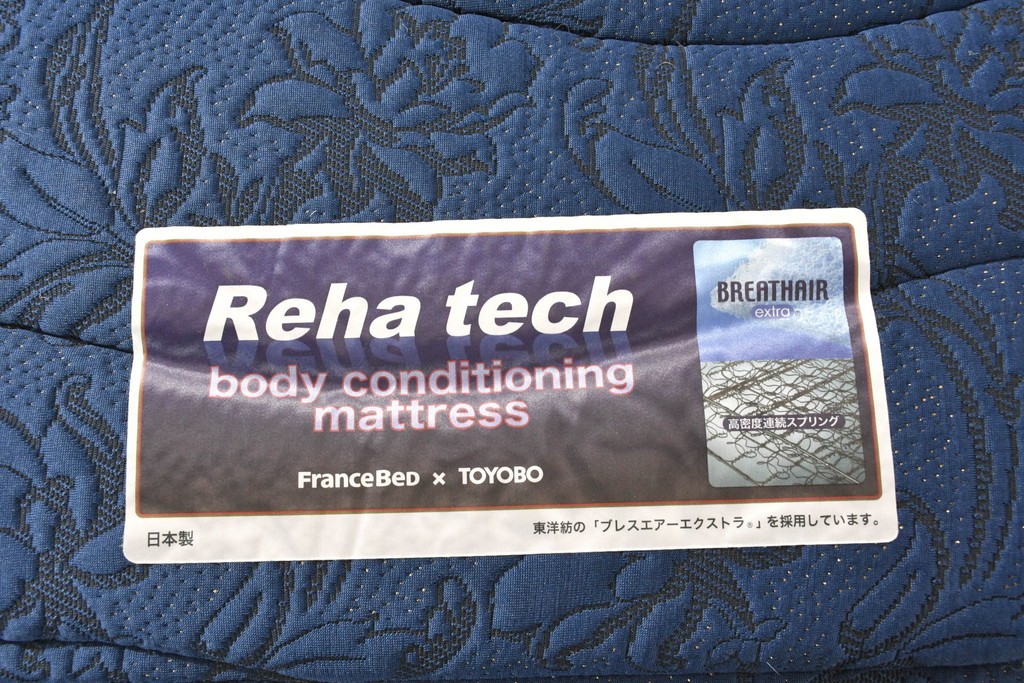 Reha tech
body conditioning
mattress
FRANCEBED × TOYOBO
BREATHAIR
extra
高密度連続スプリング
日本製
東洋紡の「ブレスエアーエクストラ®」を採用しています。